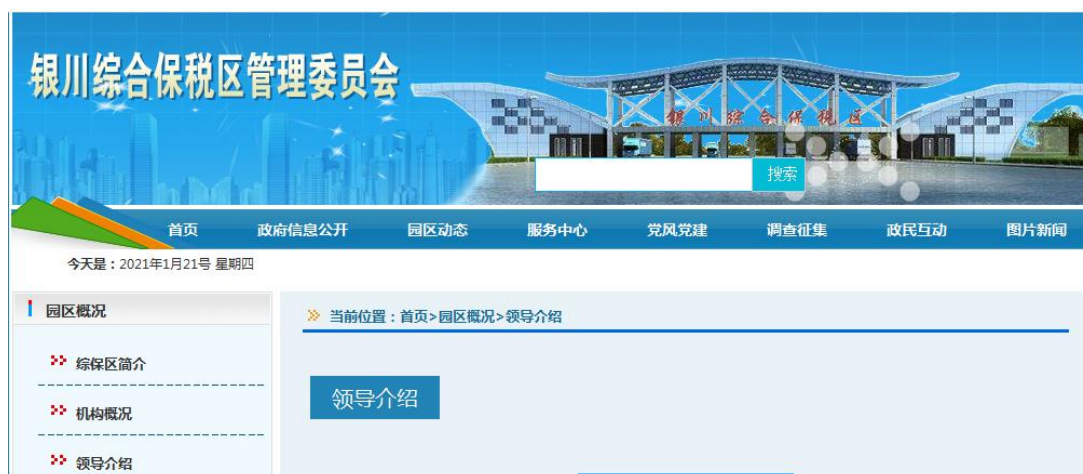 银川综合保税区管理委员会
银川综合保税区
搜索
首页 政府信息公开 园区动态 服务中心 党风党建 调查征集 政民互动 图片新闻
今天是：2021年1月21号 星期四
园区概况
当前位置：首页>园区概况>领导介绍
综保区简介
领导介绍
机构概况
领导介绍